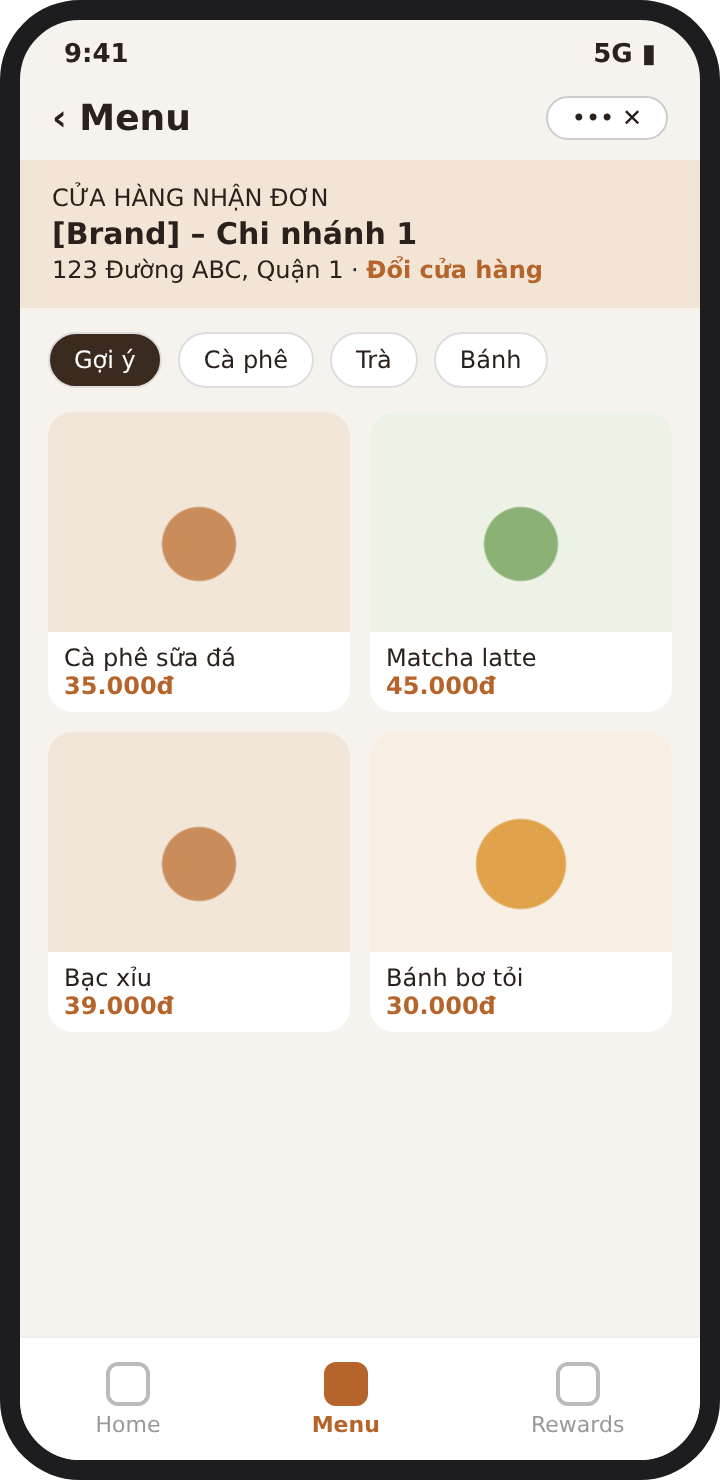 9:41 5G
‹ Menu ••• ✕
CỬA HÀNG NHẬN ĐƠN
[Brand] – Chi nhánh 1
123 Đường ABC, Quận 1 · Đổi cửa hàng
Gợi ý Cà phê Trà Bánh
Cà phê sữa đá Matcha latte
35.000đ 45.000đ
Bạc xỉu Bánh bơ tỏi
39.000đ 30.000đ
Home Menu Rewards